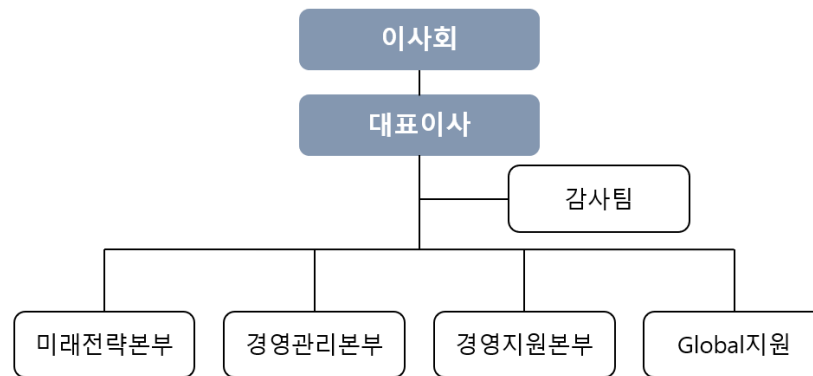 이사회
대표이사
감사팀
미래전략본부
경영관리본부
경영지원본부
Global지원